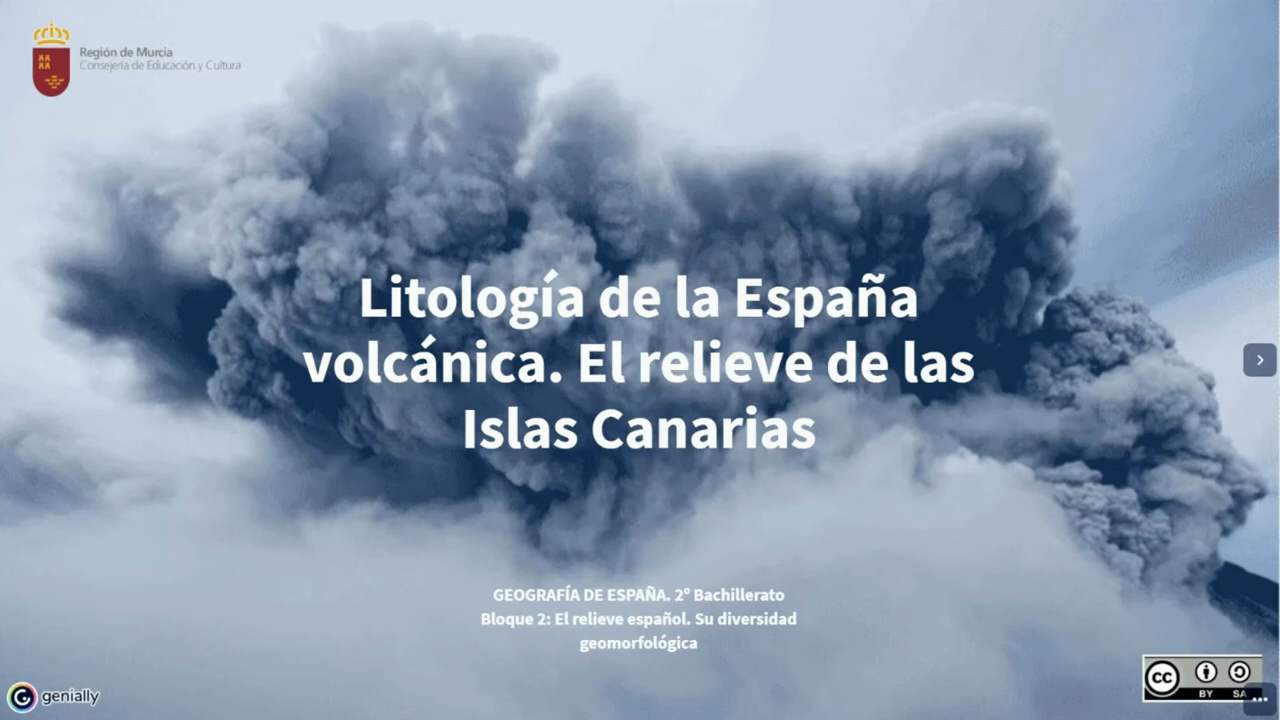 Región de Murcia
Consejería de Educación y Cultura
Litología de la España
volcánica. El relieve de las
Islas Canarias
GEOGRAFÍA DE ESPAÑA. 2º Bachillerato
Bloque 2: El relieve español. Su diversidad
geomorfológica
genially
cc
BY SA